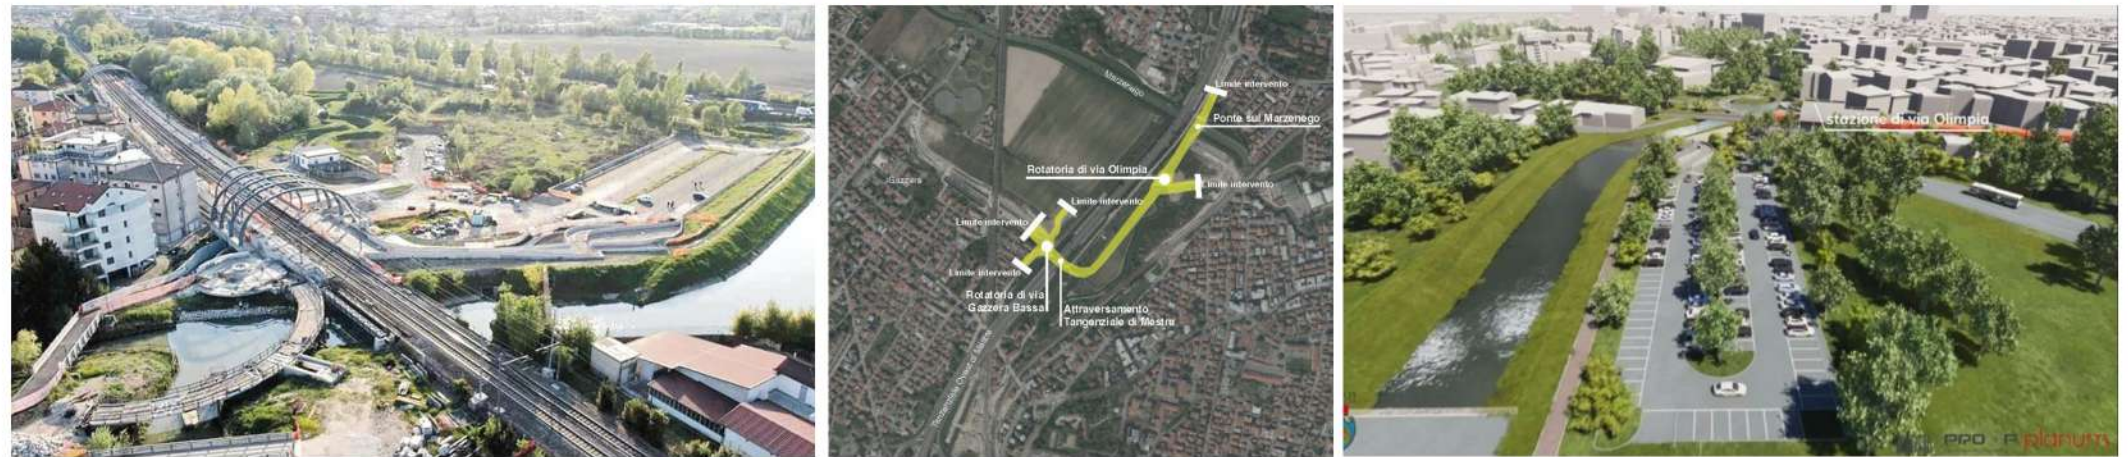 Marzenego
Limite intervento
Ponte sul Marzenego
Rotatoria di via Olimpia
Limite intervento
Gazzera
Limite intervento
Limite intervento
Limite intervento
Rotatoria di via
Gazzera Bassa
Attraversamento
Tangenziale di Mestre
stazione di via Olimpia
planum